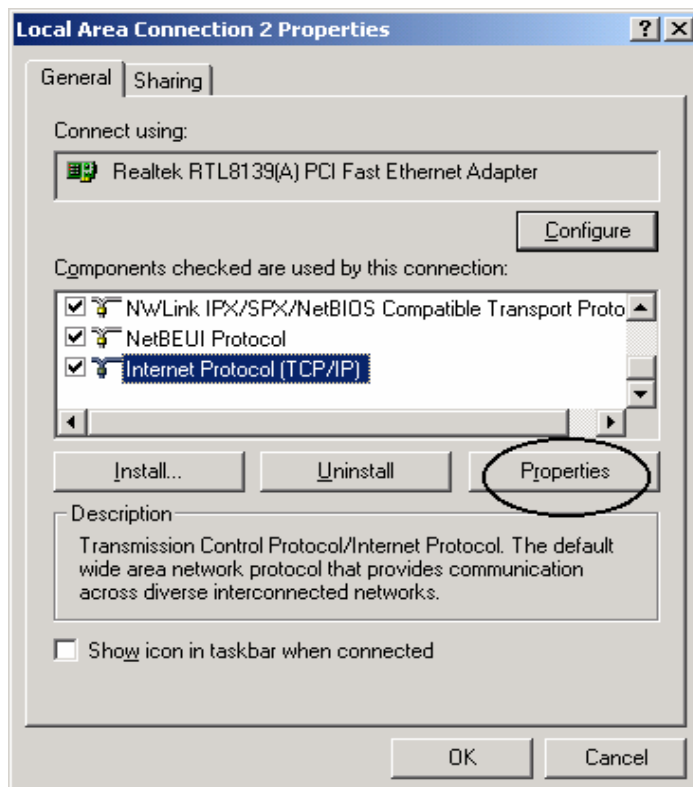 Local Area Connection 2 Properties
General
Sharing
Connect using:
Realtek RTL8139(A) PCI Fast Ethernet Adapter
Configure
Components checked are used by this connection:
NWLink IPX/SPX/NetBIOS Compatible Transport Proto
NetBEUI Protocol
Internet Protocol (TCP/IP)
Install...
Uninstall
Properties
Description
Transmission Control Protocol/Internet Protocol. The default
wide area network protocol that provides communication
across diverse interconnected networks.
Show icon in taskbar when connected
OK
Cancel